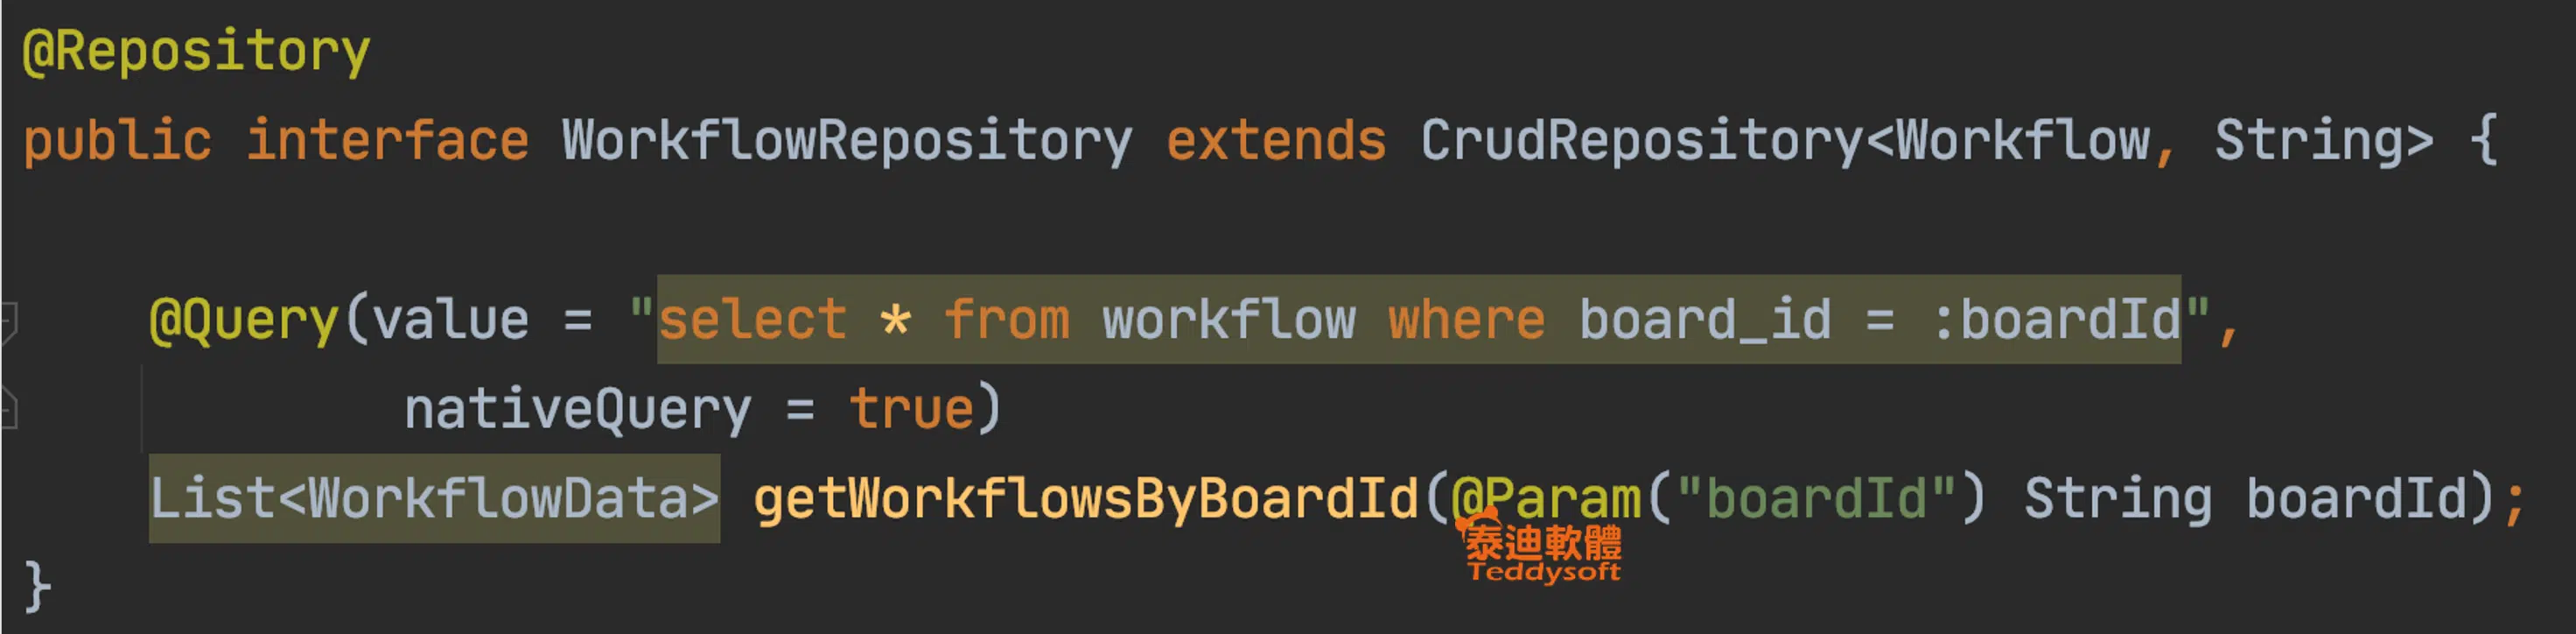 @Repository
public interface WorkflowRepository extends CrudRepository<Workflow, String> {
@Query(value = "select * from workflow where board_id = :boardId",
nativeQuery = true)
List<WorkflowData> getWorkflowsByBoardId(@Param("boardId") String boardId);
泰迪軟體
Teddysoft
}